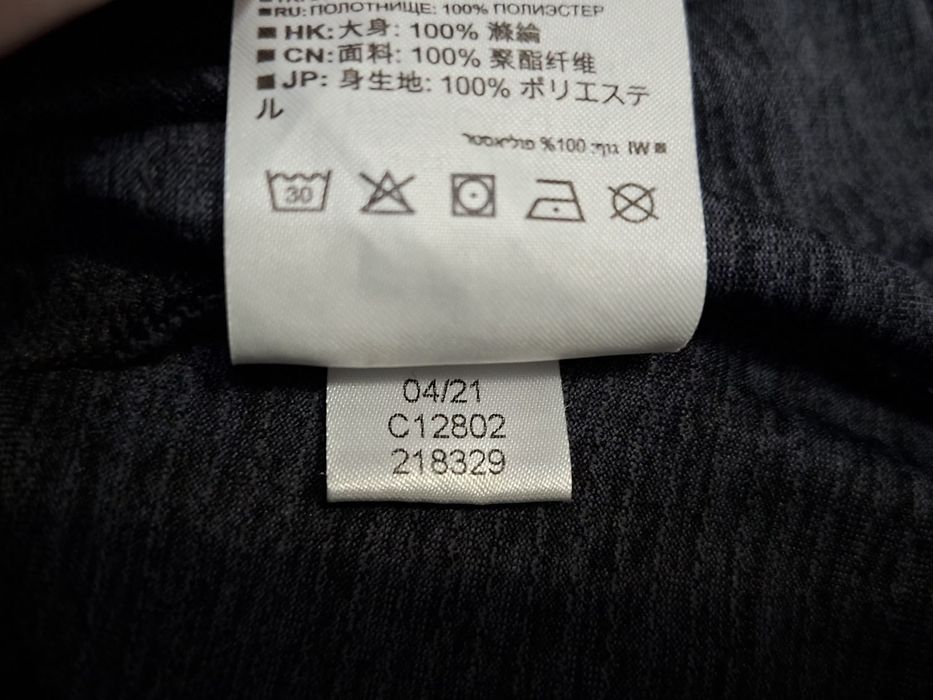 ■RU: ПОЛОТНИЩЕ: 100% ПОЛИЭСТЕР
■HK: 大身: 100% 滌綸
■CN: 面料: 100% 聚酯纤维
■JP: 身生地: 100% ポリエステ
ル
■ IW גוף: 100% פוליאסטר
30
04/21
C12802
218329